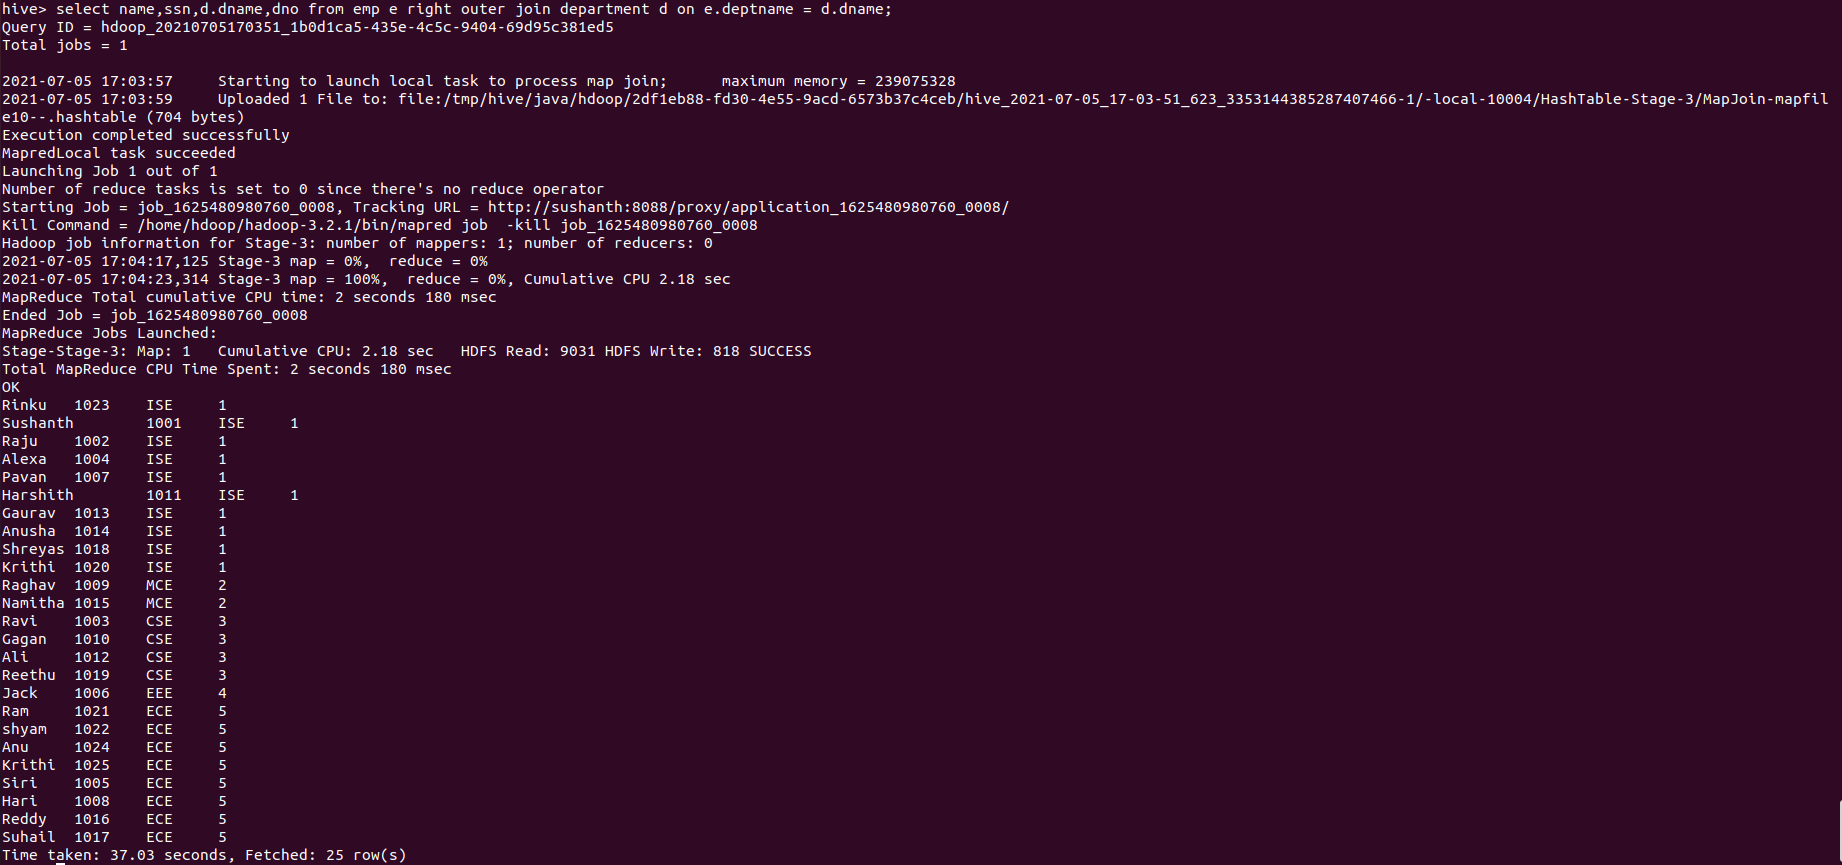 hive> select name,ssn,d.dname,dno from emp e right outer join department d on e.deptname = d.dname;
Query ID = hdoop_20210705170351_1b0d1ca5-435e-4c5c-9404-69d95c381ed5
Total jobs = 1
2021-07-05 17:03:57     Starting to launch local task to process map join;      maximum memory = 239075328
2021-07-05 17:03:59     Uploaded 1 File to: file:/tmp/hive/java/hdoop/2df1eb88-fd30-4e55-9acd-6573b37c4ceb/hive_2021-07-05_17-03-51_623_3353144385287407466-1/-local-10004/HashTable-Stage-3/MapJoin-mapfil
e10--.hashtable (704 bytes)
Execution completed successfully
MapredLocal task succeeded
Launching Job 1 out of 1
Number of reduce tasks is set to 0 since there's no reduce operator
Starting Job = job_1625480980760_0008, Tracking URL = http://sushanth:8088/proxy/application_1625480980760_0008/
Kill Command = /home/hdoop/hadoop-3.2.1/bin/mapred job  -kill job_1625480980760_0008
Hadoop job information for Stage-3: number of mappers: 1; number of reducers: 0
2021-07-05 17:04:17,125 Stage-3 map = 0%,  reduce = 0%
2021-07-05 17:04:23,314 Stage-3 map = 100%,  reduce = 0%, Cumulative CPU 2.18 sec
MapReduce Total cumulative CPU time: 2 seconds 180 msec
Ended Job = job_1625480980760_0008
MapReduce Jobs Launched:
Stage-Stage-3: Map: 1   Cumulative CPU: 2.18 sec   HDFS Read: 9031 HDFS Write: 818 SUCCESS
Total MapReduce CPU Time Spent: 2 seconds 180 msec
OK
Rinku   1023    ISE     1
Sushanth        1001    ISE     1
Raju    1002    ISE     1
Alexa   1004    ISE     1
Pavan   1007    ISE     1
Harshith        1011    ISE     1
Gaurav  1013    ISE     1
Anusha  1014    ISE     1
Shreyas 1018    ISE     1
Krithi  1020    ISE     1
Raghav  1009    MCE     2
Namitha 1015    MCE     2
Ravi    1003    CSE     3
Gagan   1010    CSE     3
Ali     1012    CSE     3
Reethu  1019    CSE     3
Jack    1006    EEE     4
Ram     1021    ECE     5
shyam   1022    ECE     5
Anu     1024    ECE     5
Krithi  1025    ECE     5
Siri    1005    ECE     5
Hari    1008    ECE     5
Reddy   1016    ECE     5
Suhail  1017    ECE     5
Time taken: 37.03 seconds, Fetched: 25 row(s)